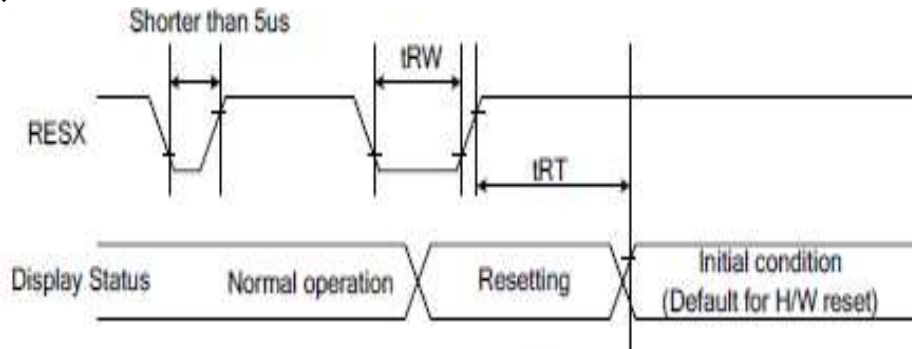 Shorter than 5us
tRW
RESX
tRT
Display Status
Normal operation
Resetting
Initial condition
(Default for H/W reset)